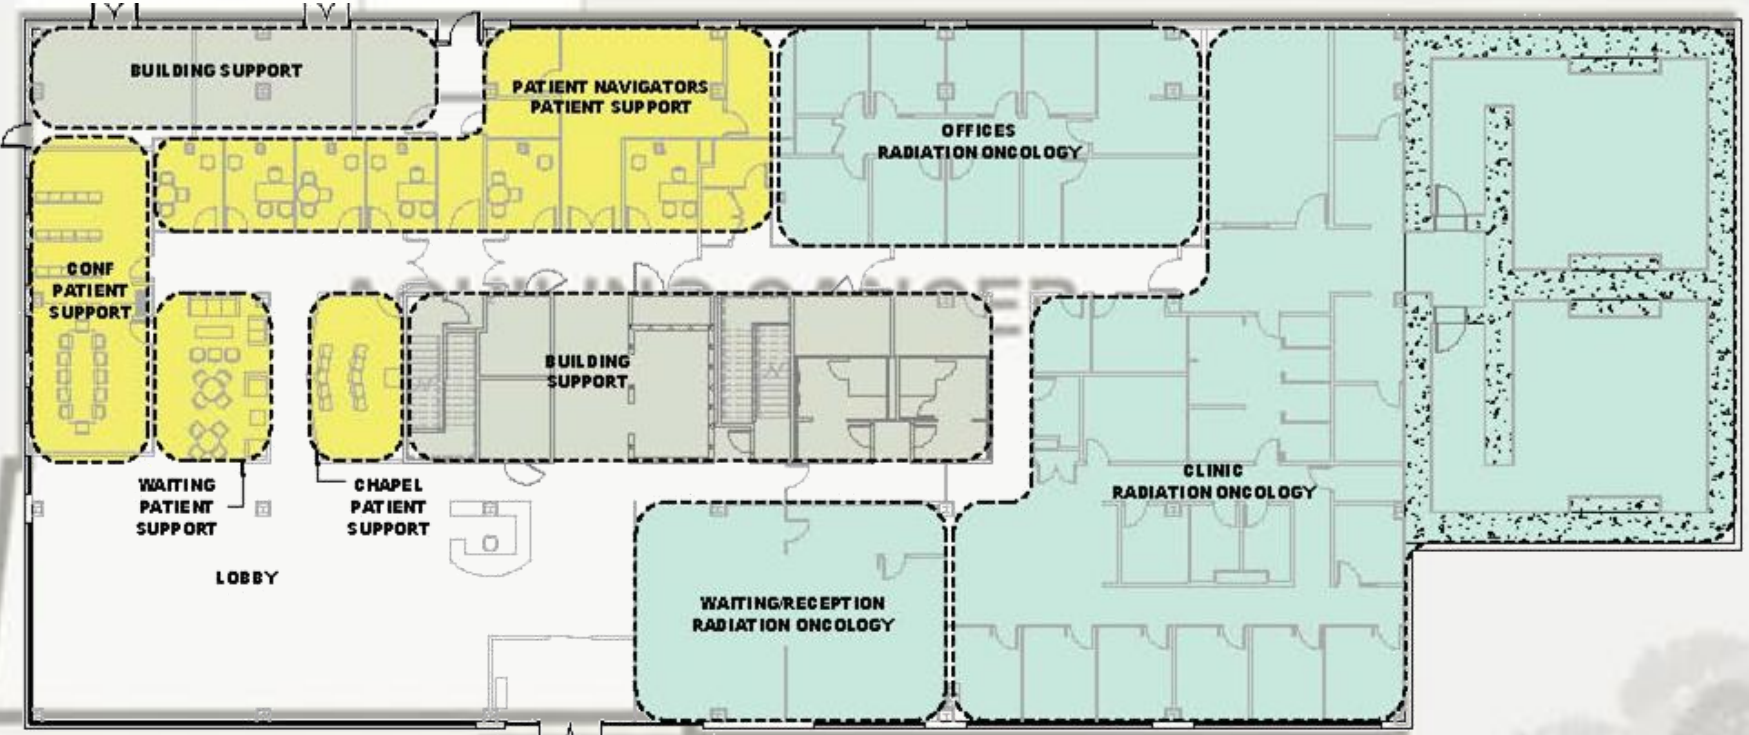 BUILDING SUPPORT
PATIENT NAVIGATORS
PATIENT SUPPORT
OFFICES
RADIATION ONCOLOGY
CONF
PATIENT
SUPPORT
BUILDING
SUPPORT
WAITING
PATIENT
SUPPORT
CHAPEL
PATIENT
SUPPORT
CLINIC
RADIATION ONCOLOGY
LOBBY
WAITING/RECEPTION
RADIATION ONCOLOGY